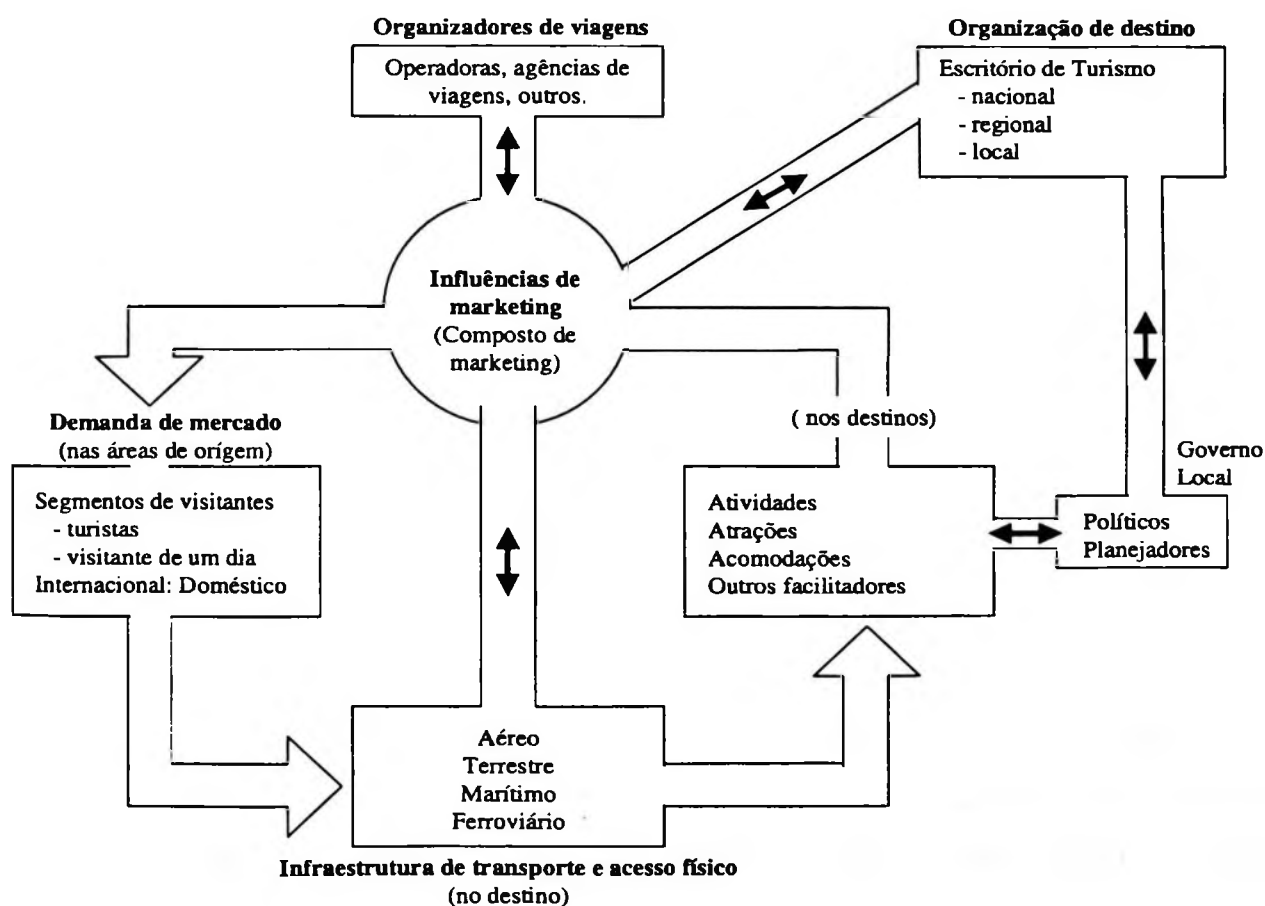 Organizadores de viagens
Operadoras, agências de
viagens, outros.
Organização de destino
Escritório de Turismo
- nacional
- regional
- local
Influências de
marketing
(Composto de
marketing)
Demanda de mercado
(nas áreas de orígem)
Segmentos de visitantes
- turistas
- visitante de um dia
Internacional: Doméstico
( nos destinos)
Atividades
Atrações
Acomodações
Outros facilitadores
Governo
Local
Políticos
Planejadores
Aéreo
Terrestre
Marítimo
Ferroviário
Infraestrutura de transporte e acesso físico
(no destino)